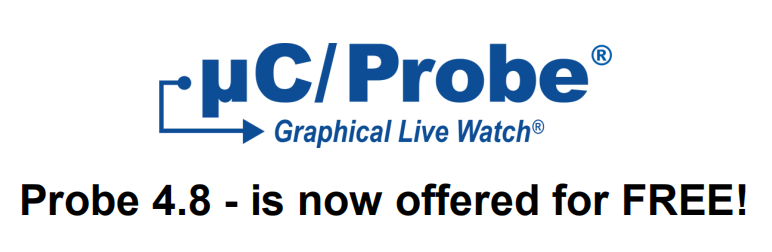 µC/Probe®
Graphical Live Watch®
Probe 4.8 - is now offered for FREE!